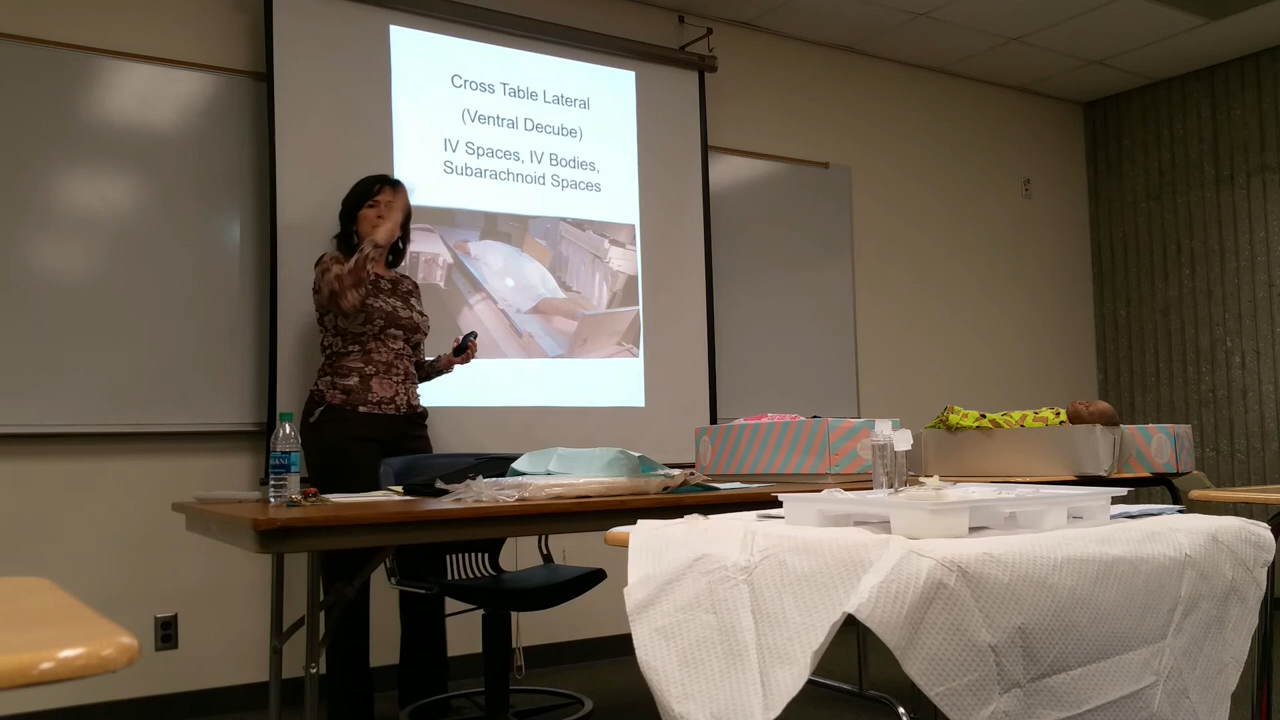 Cross Table Lateral
(Ventral Decube)
IV Spaces, IV Bodies,
Subarachnoid Spaces